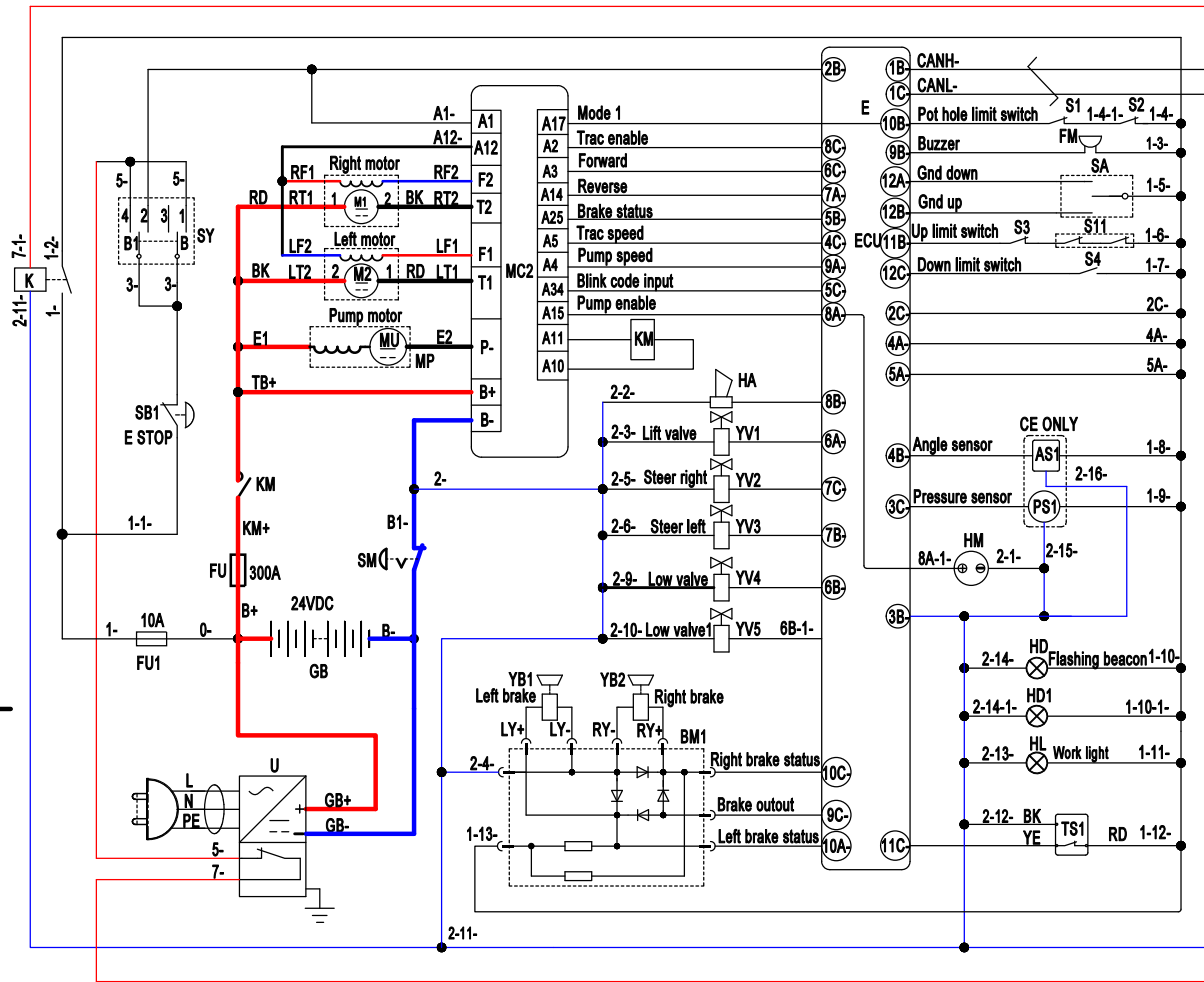 2B-
1B-
CANH-
1C-
CANL-
E
A1-
A1
A17
Mode 1
10B-
Pot hole limit switch
S1
1-4-1-
S2
1-4-
A12-
A12
A2
Trac enable
8C-
9B-
Buzzer
FM
1-3-
Right motor
RF1
RF2
F2
A3
Forward
6C-
12A-
Gnd down
SA
5-
5-
RD
RT1
1
M1
2
BK
RT2
T2
A14
Reverse
7A-
1-5-
4
2
3
1
SY
B1
B
A25
Brake status
5B-
12B-
Gnd up
Left motor
LF2
LF1
F1
A5
Trac speed
4C-
ECU
11B-
Up limit switch
S3
S11
1-6-
7-1-
1-2-
K
2-11-
1-
3-
3-
BK
LT2
2
M2
1
RD
LT1
T1
MC2
A4
Pump speed
9A-
12C-
Down limit switch
S4
1-7-
A34
Blink code input
5C-
Pump motor
A15
Pump enable
8A-
2C-
2C-
E1
MU
E2
MP
P-
A11
KM
A10
4A-
4A-
5A-
5A-
TB+
B+
B-
2-2-
HA
8B-
SB1
E STOP
2-3-
Lift valve
YV1
6A-
CE ONLY
4B-
Angle sensor
AS1
1-8-
KM
2-
2-5-
Steer right
YV2
7C-
2-16-
3C-
Pressure sensor
PS1
1-9-
1-1-
KM+
B1-
2-6-
Steer left
YV3
7B-
SM
FU
300A
8A-1-
HM
2-1-
2-15-
2-9-
Low valve
YV4
6B-
24VDC
B+
B-
GB
1-
10A
0-
FU1
2-10-
Low valve1
YV5
6B-1-
3B-
2-14-
HD
Flashing beacon
1-10-
YB1
Left brake
YB2
Right brake
LY+
LY-
RY-
RY+
BM1
2-14-1-
HD1
1-10-1-
2-13-
HL
Work light
1-11-
2-4-
Right brake status
10C-
U
L
N
PE
GB+
GB-
Brake outout
9C-
1-13-
Left brake status
10A-
11C-
2-12-
BK
YE
TS1
RD
1-12-
5-
7-
2-11-